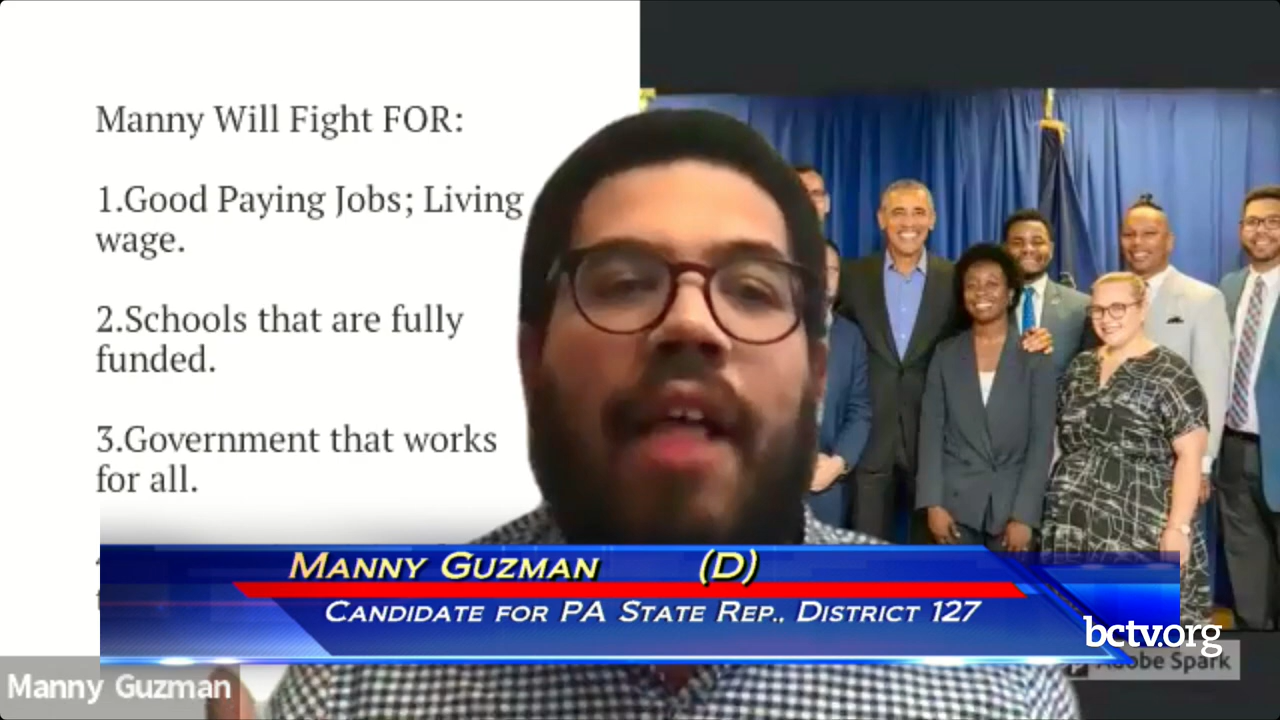 Manny Will Fight FOR:
1.Good Paying Jobs; Living
wage.
2.Schools that are fully
funded.
3.Government that works
for all.
MANNY GUZMAN (D)
CANDIDATE FOR PA STATE REP., DISTRICT 127
bctv.org
Adobe Spark
Manny Guzman